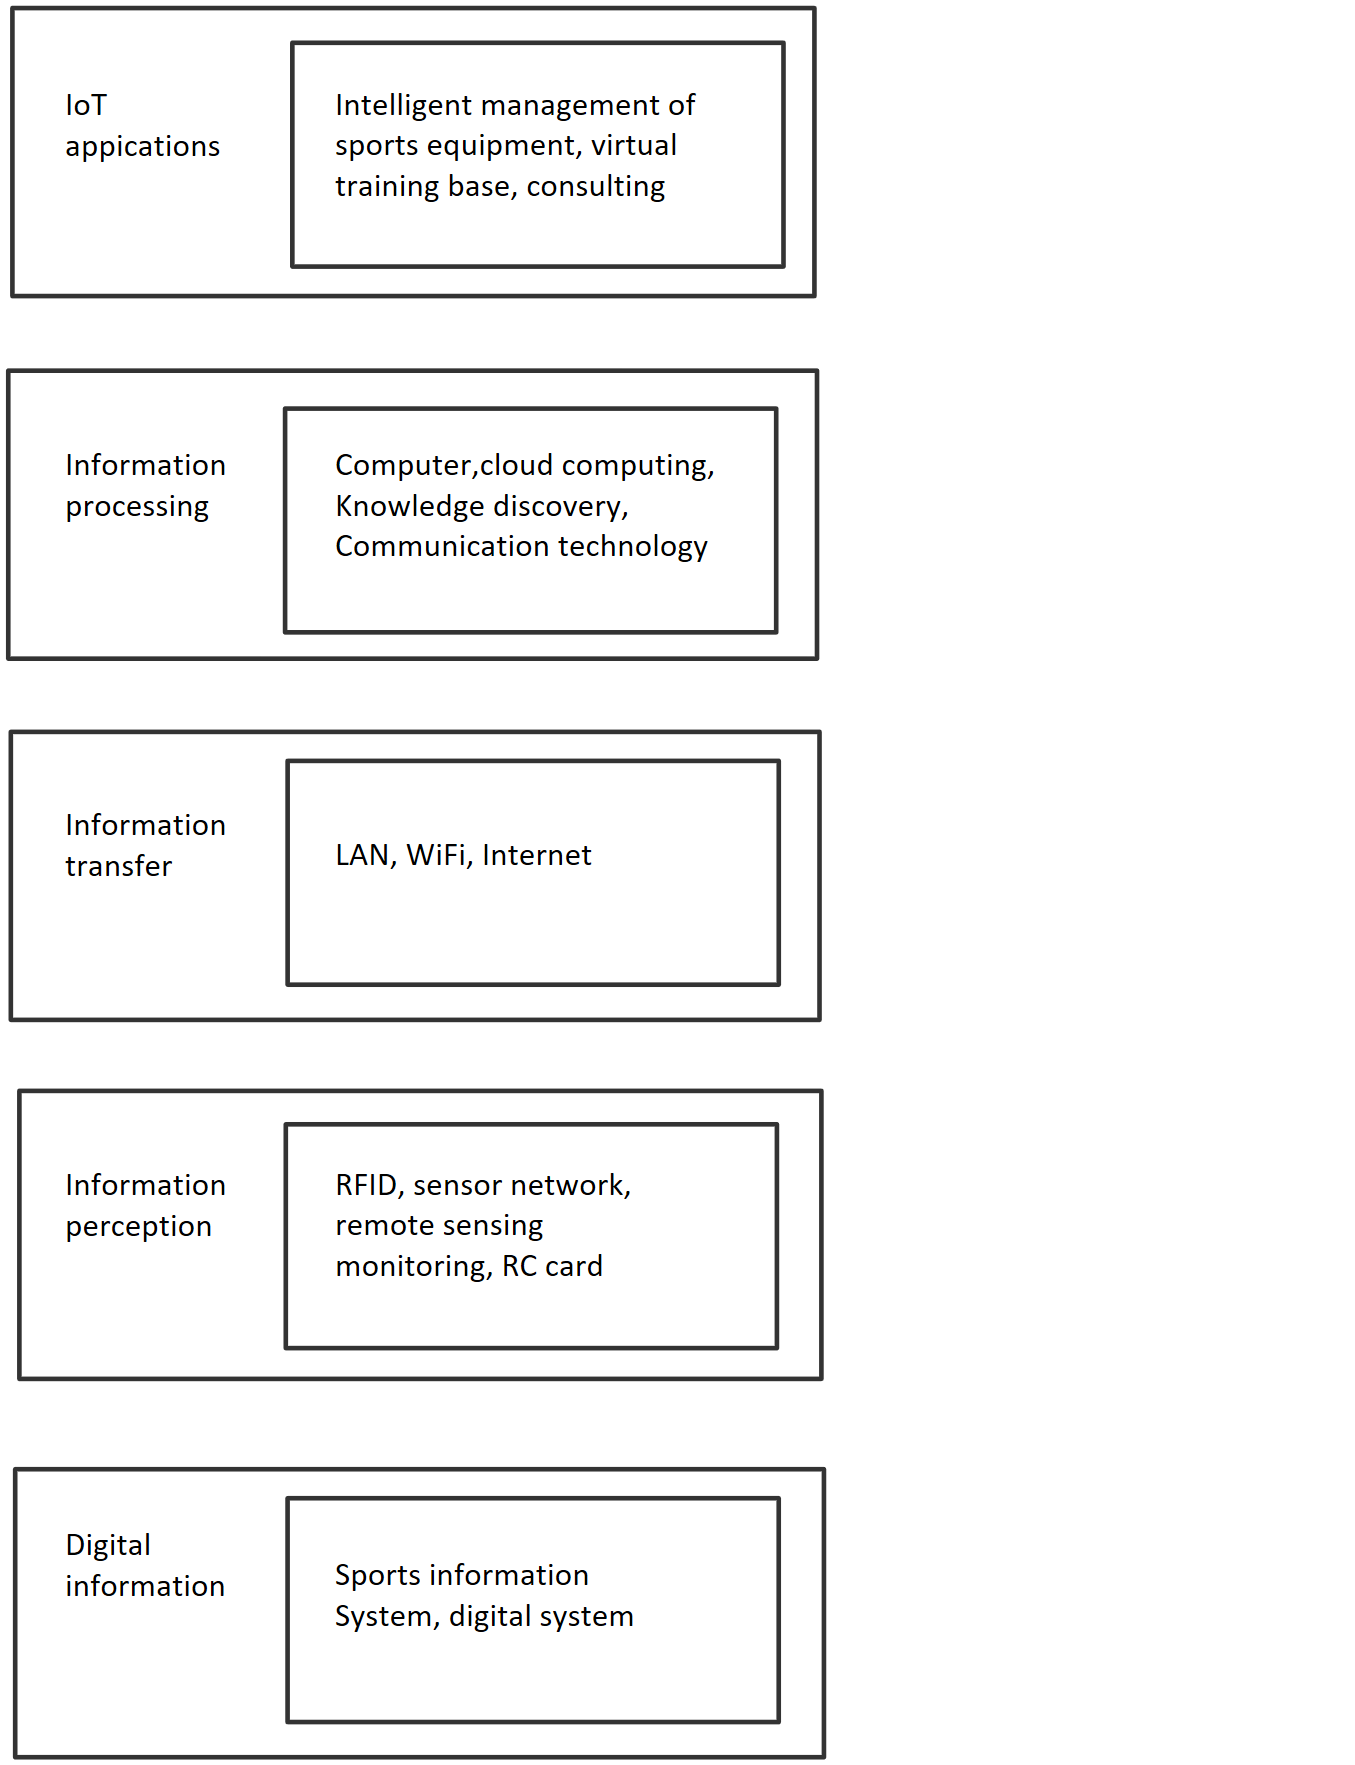 IoT
appications
Intelligent management of
sports equipment, virtual
training base, consulting
Information
processing
Computer,cloud computing,
Knowledge discovery,
Communication technology
Information
transfer
LAN, WiFi, Internet
Information
perception
RFID, sensor network,
remote sensing
monitoring, RC card
Digital
information
Sports information
System, digital system